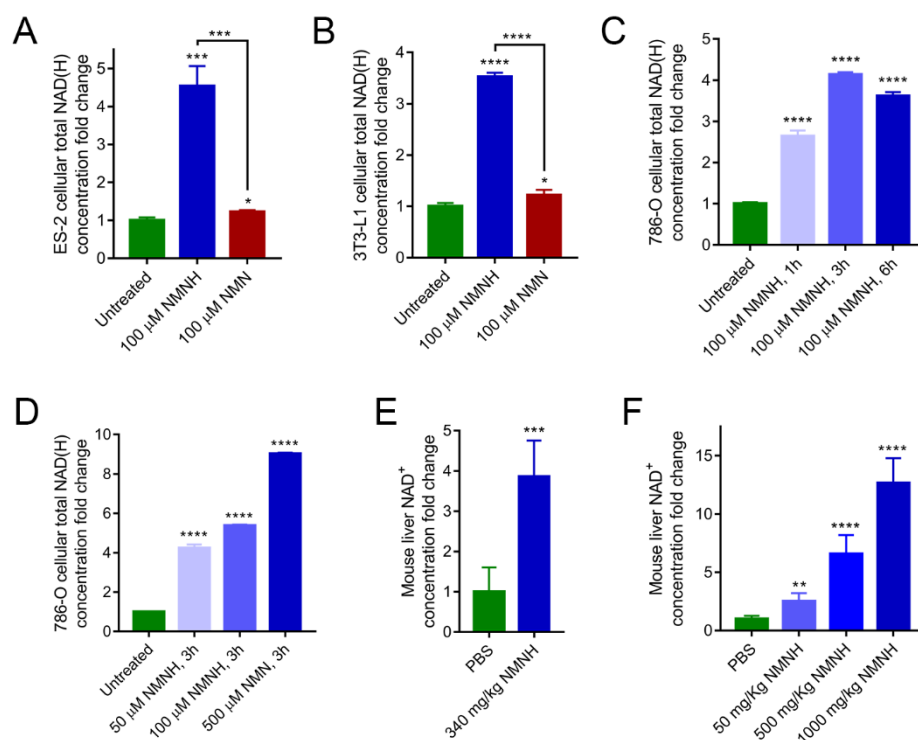 A
ES-2 cellular total NAD(H)
concentration fold change
0
1
2
3
4
5
***
***
*
Untreated
100 μM NMNH
100 μM NMN
B
3T3-L1 cellular total NAD(H)
concentration fold change
0
1
2
3
4
****
****
*
Untreated
100 μM NMNH
100 μM NMN
C
786-O cellular total NAD(H)
concentration fold change
0
1
2
3
4
5
****
****
****
Untreated
100 μM NMNH, 1h
100 μM NMNH, 3h
100 μM NMNH, 6h
D
786-O cellular total NAD(H)
concentration fold change
0
2
4
6
8
10
****
****
****
Untreated
50 μM NMNH, 3h
100 μM NMNH, 3h
500 μM NMN, 3h
E
Mouse liver NAD⁺
concentration fold change
0
1
2
3
4
5
***
PBS
340 mg/Kg NMNH
F
Mouse liver NAD⁺
concentration fold change
0
5
10
15
**
****
****
PBS
50 mg/Kg NMNH
500 mg/Kg NMNH
1000 mg/Kg NMNH